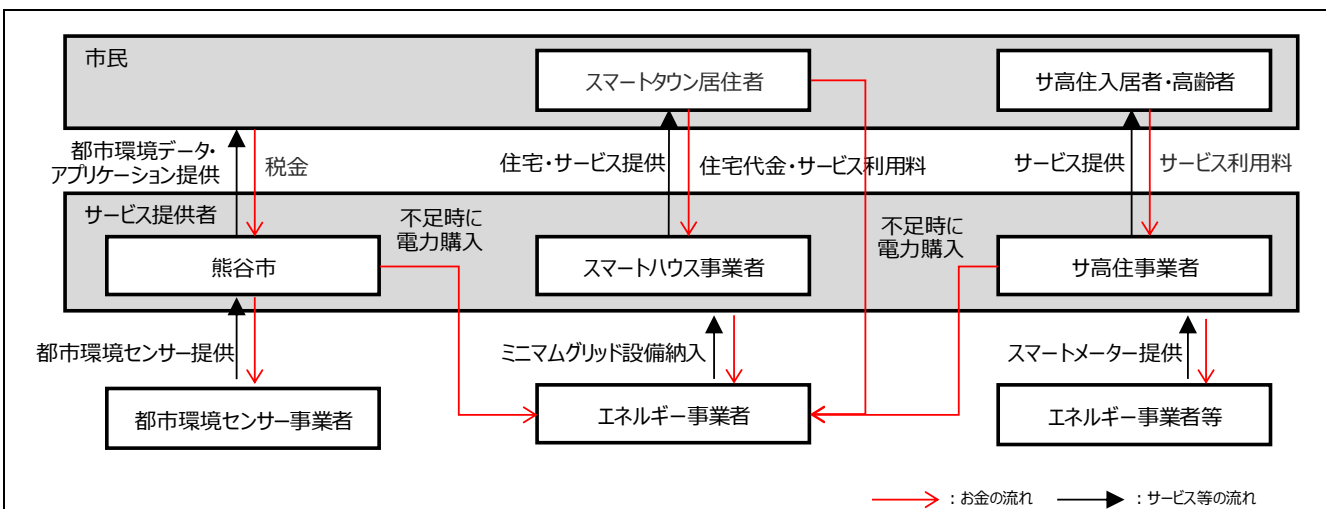 市民
スマートタウン居住者
サ高住入居者・高齢者
都市環境データ・
アプリケーション提供
税金
住宅・サービス提供
住宅代金・サービス利用料
サービス提供
サービス利用料
サービス提供者
不足時に
電力購入
不足時に
電力購入
熊谷市
スマートハウス事業者
サ高住事業者
都市環境センサー提供
ミニマムグリッド設備納入
スマートメーター提供
都市環境センサー事業者
エネルギー事業者
エネルギー事業者等
：お金の流れ
：サービス等の流れ